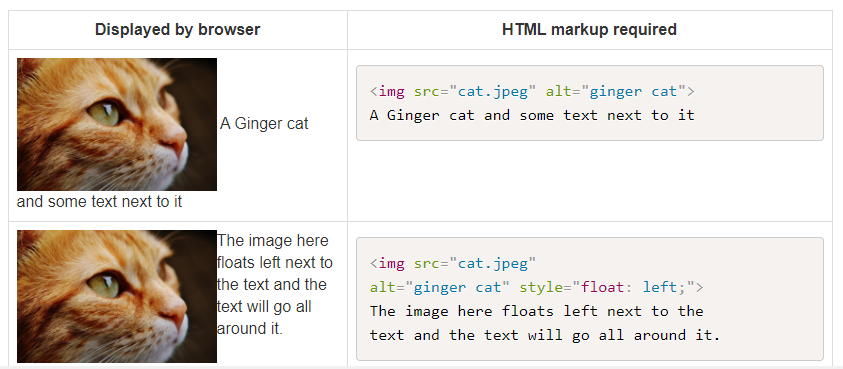 Displayed by browser
HTML markup required
A Ginger cat
and some text next to it
<img src="cat.jpeg" alt="ginger cat">
A Ginger cat and some text next to it
The image here
floats left next to
the text and the
text will go all
around it.
<img src="cat.jpeg"
alt="ginger cat" style="float: left;">
The image here floats left next to the
text and the text will go all around it.